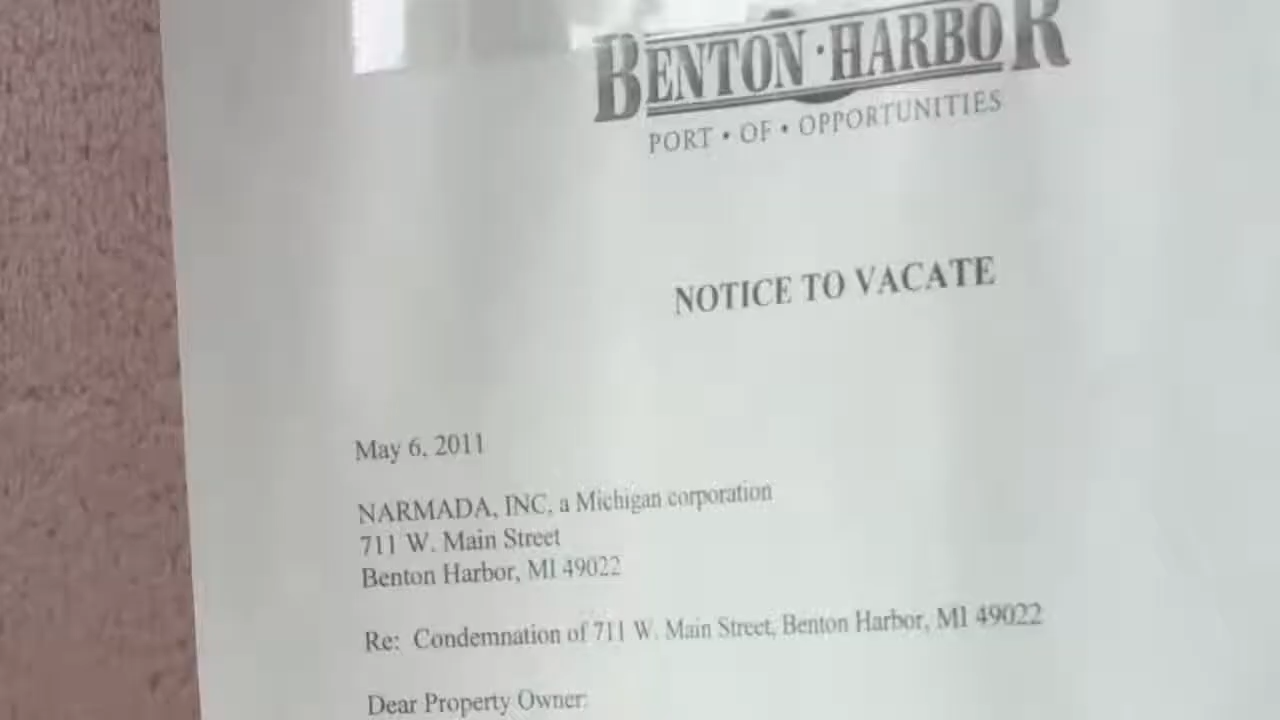 BENTON · HARBOR
PORT · OF · OPPORTUNITIES
NOTICE TO VACATE
May 6, 2011
NARMADA, INC, a Michigan corporation
711 W. Main Street
Benton Harbor, MI 49022
Re: Condemnation of 711 W. Main Street, Benton Harbor, MI 49022
Dear Property Owner: